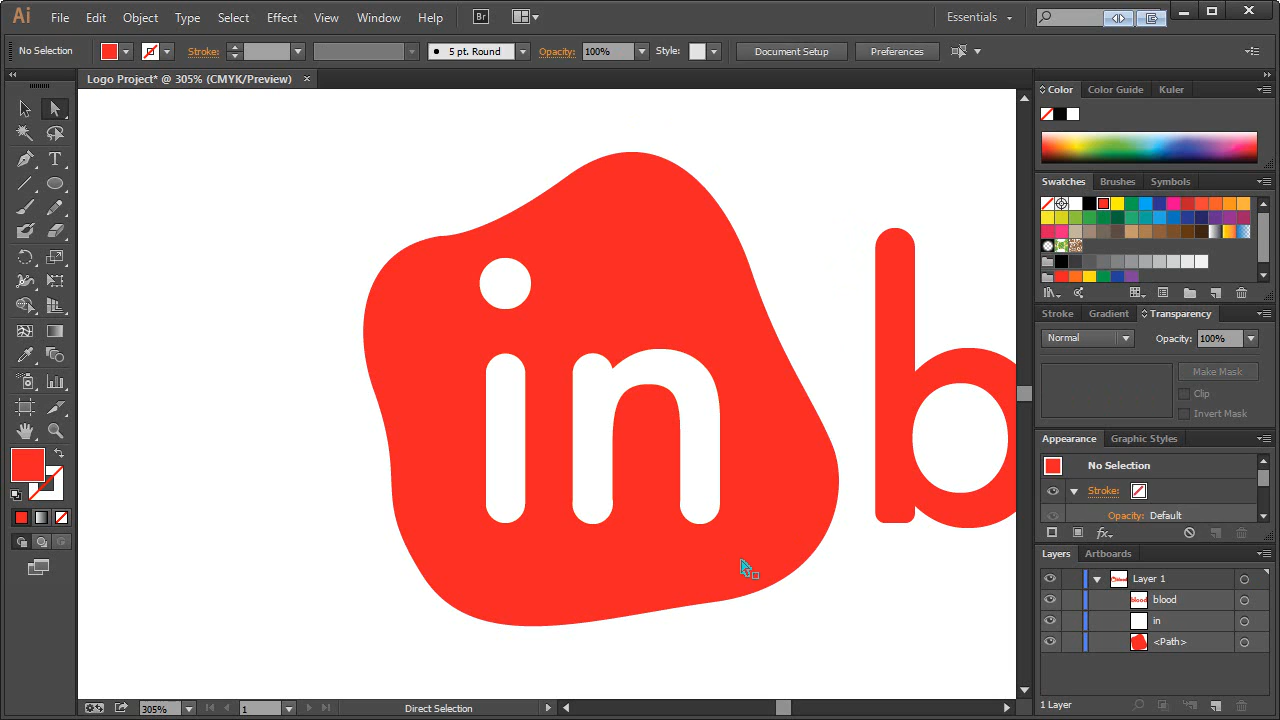 Ai File Edit Object Type Select Effect View Window Help Br Essentials
No Selection Stroke: 5 pt. Round Opacity: 100% Style: Document Setup Preferences
Logo Project* @ 305% (CMYK/Preview)
Color Color Guide Kuler
Swatches Brushes Symbols
Stroke Gradient Transparency
Normal Opacity: 100%
Make Mask
Clip
Invert Mask
Appearance Graphic Styles
No Selection
Stroke:
Opacity: Default
Layers Artboards
Layer 1
blood
in
<Path>
1 Layer
in b
305% 1 Direct Selection